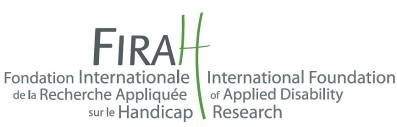 FIRAH
Fondation Internationale International Foundation
de la Recherche Appliquée of Applied Disability
sur le Handicap Research